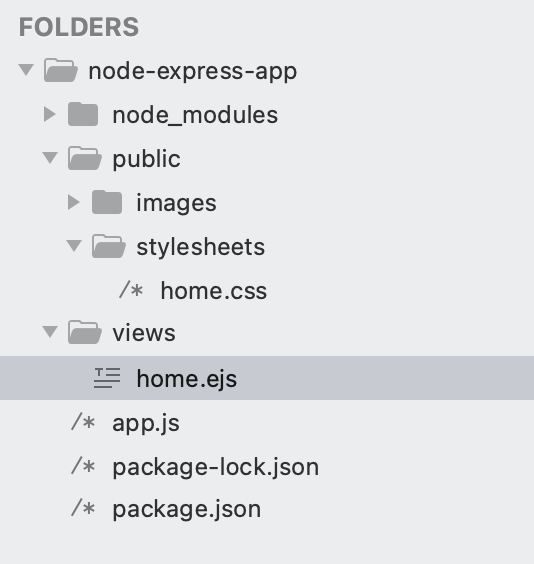 FOLDERS
node-express-app
node_modules
public
images
stylesheets
/* home.css
views
home.ejs
/* app.js
/* package-lock.json
/* package.json